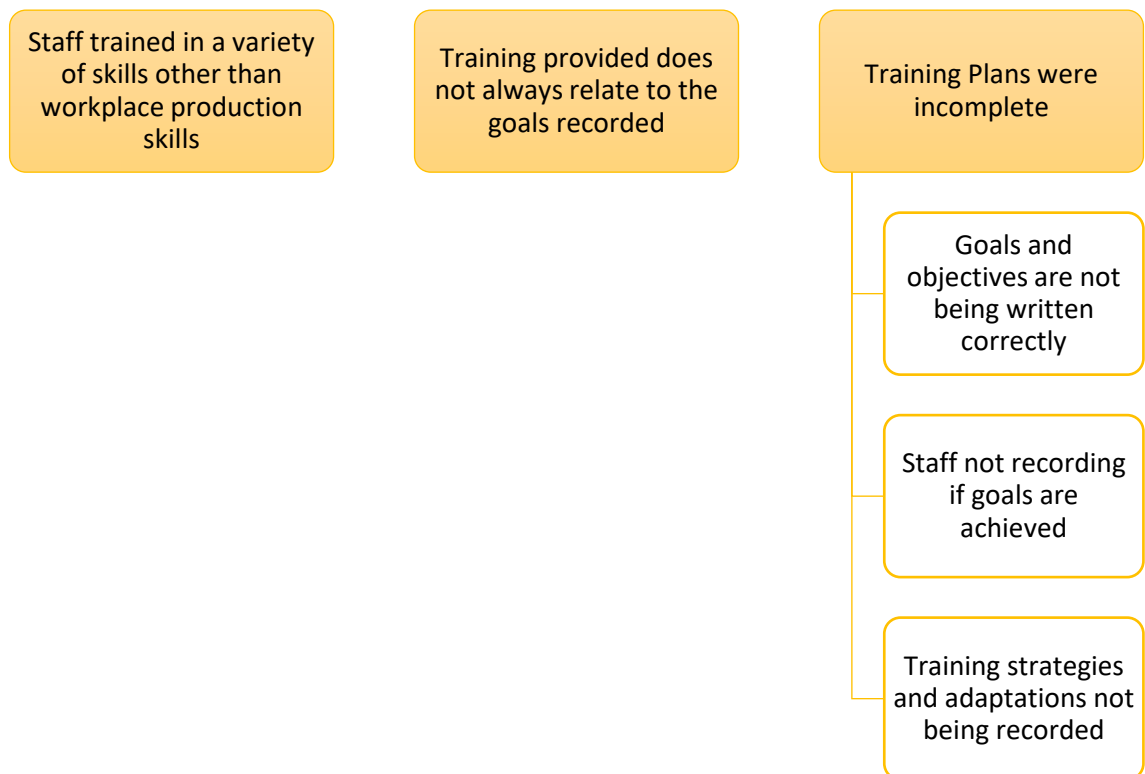 Staff trained in a variety
of skills other than
workplace production
skills
Training provided does
not always relate to the
goals recorded
Training Plans were
incomplete
Goals and
objectives are not
being written
correctly
Staff not recording
if goals are
achieved
Training strategies
and adaptations not
being recorded